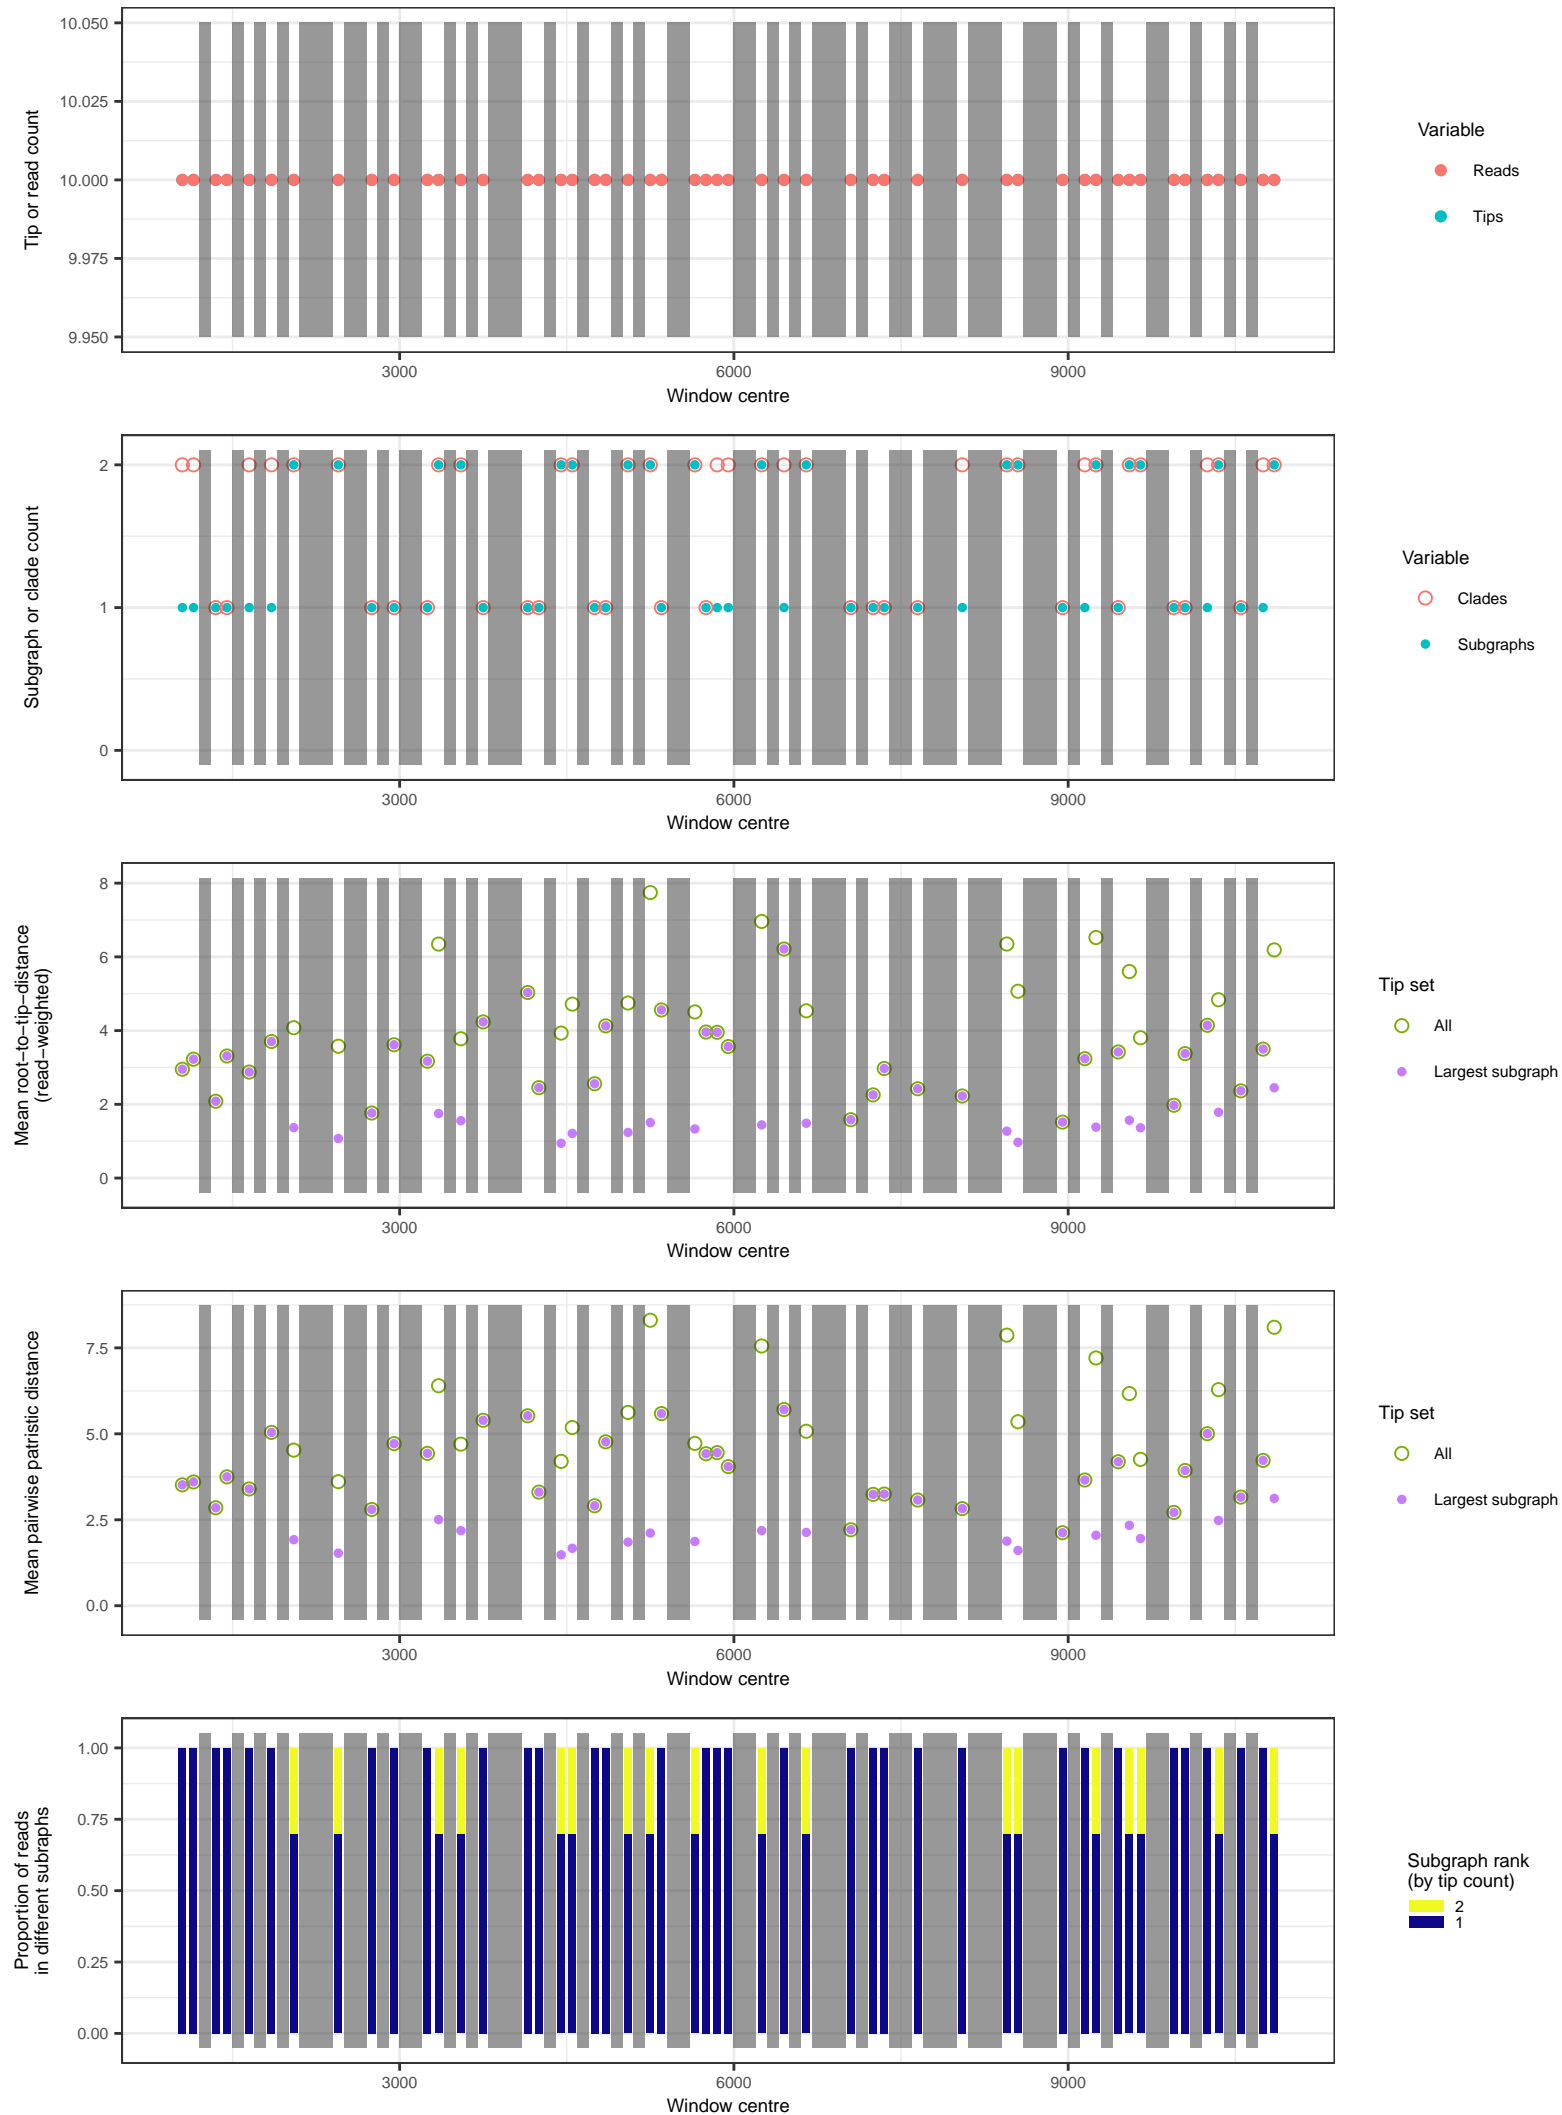 10.050
10.025
10.000
9.975
9.950
Tip or read count
3000 6000 9000
Window centre
Variable
Reads
Tips
2
1
0
Subgraph or clade count
3000 6000 9000
Window centre
Variable
Clades
Subgraphs
8
6
4
2
0
Mean root−to−tip−distance
(read−weighted)
3000 6000 9000
Window centre
Tip set
All
Largest subgraph
7.5
5.0
2.5
0.0
Mean pairwise patristic distance
3000 6000 9000
Window centre
Tip set
All
Largest subgraph
1.00
0.75
0.50
0.25
0.00
Proportion of reads
in different subraphs
3000 6000 9000
Window centre
Subgraph rank
(by tip count)
2
1